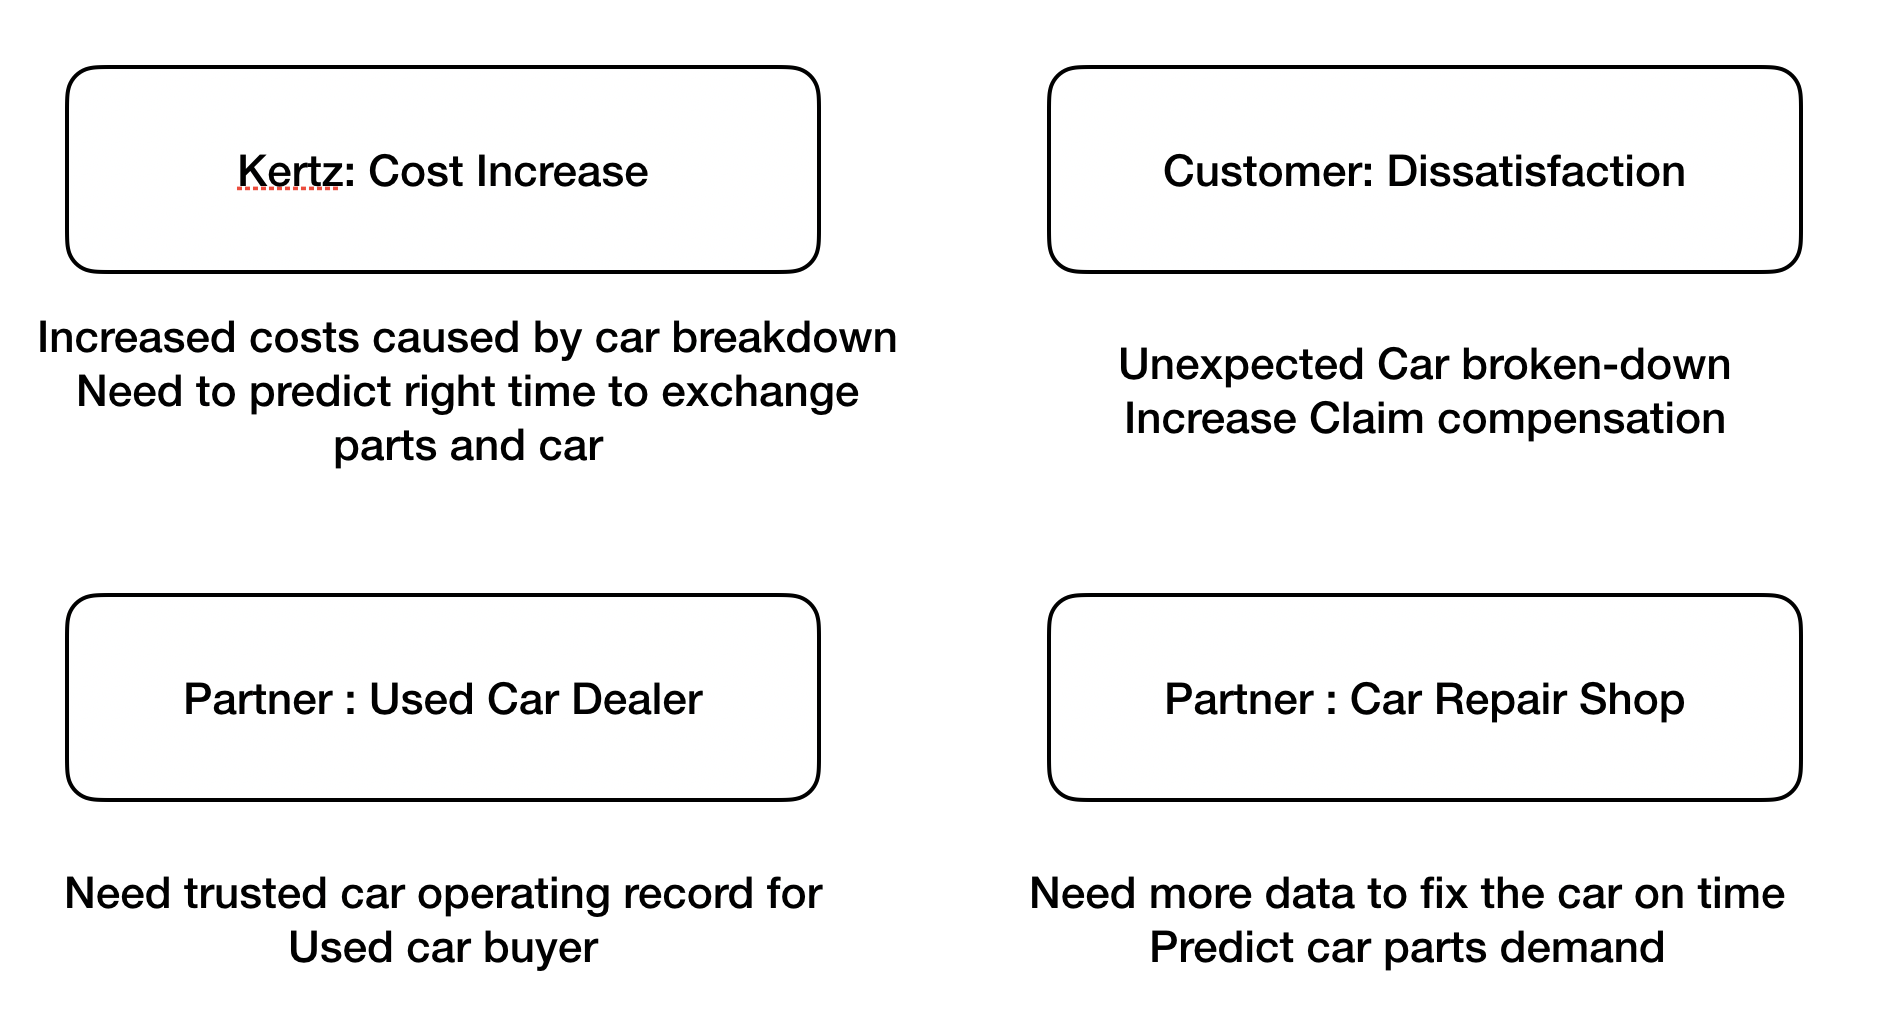 Kertz: Cost Increase
Increased costs caused by car breakdown
Need to predict right time to exchange
parts and car
Customer: Dissatisfaction
Unexpected Car broken-down
Increase Claim compensation
Partner : Used Car Dealer
Need trusted car operating record for
Used car buyer
Partner : Car Repair Shop
Need more data to fix the car on time
Predict car parts demand